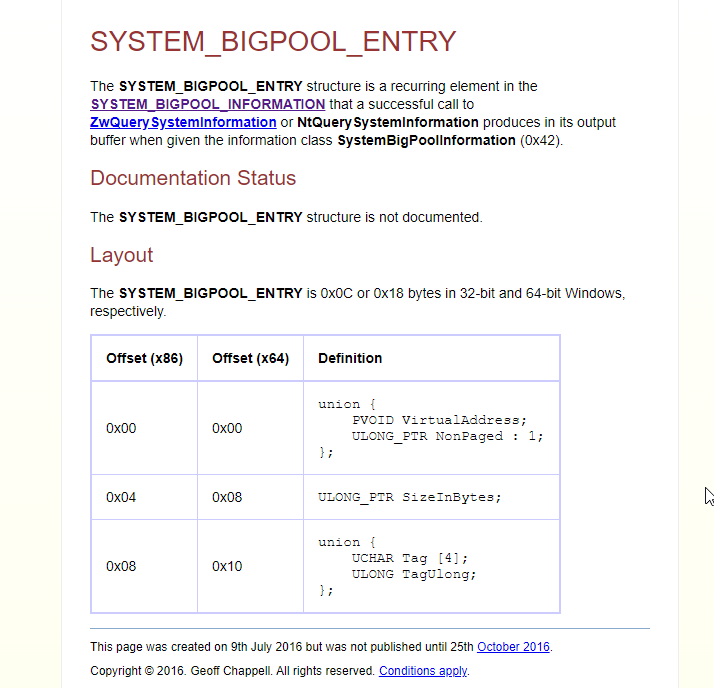 SYSTEM_BIGPOOL_ENTRY
The SYSTEM_BIGPOOL_ENTRY structure is a recurring element in the
SYSTEM_BIGPOOL_INFORMATION that a successful call to
ZwQuerySystemInformation or NtQuerySystemInformation produces in its output
buffer when given the information class SystemBigPoolInformation (0x42).
Documentation Status
The SYSTEM_BIGPOOL_ENTRY structure is not documented.
Layout
The SYSTEM_BIGPOOL_ENTRY is 0x0C or 0x18 bytes in 32-bit and 64-bit Windows,
respectively.
Offset (x86) Offset (x64) Definition
0x00 0x00 union {
PVOID VirtualAddress;
ULONG_PTR NonPaged : 1;
};
0x04 0x08 ULONG_PTR SizeInBytes;
0x08 0x10 union {
UCHAR Tag [4];
ULONG TagUlong;
};
This page was created on 9th July 2016 but was not published until 25th October 2016.
Copyright © 2016. Geoff Chappell. All rights reserved. Conditions apply.